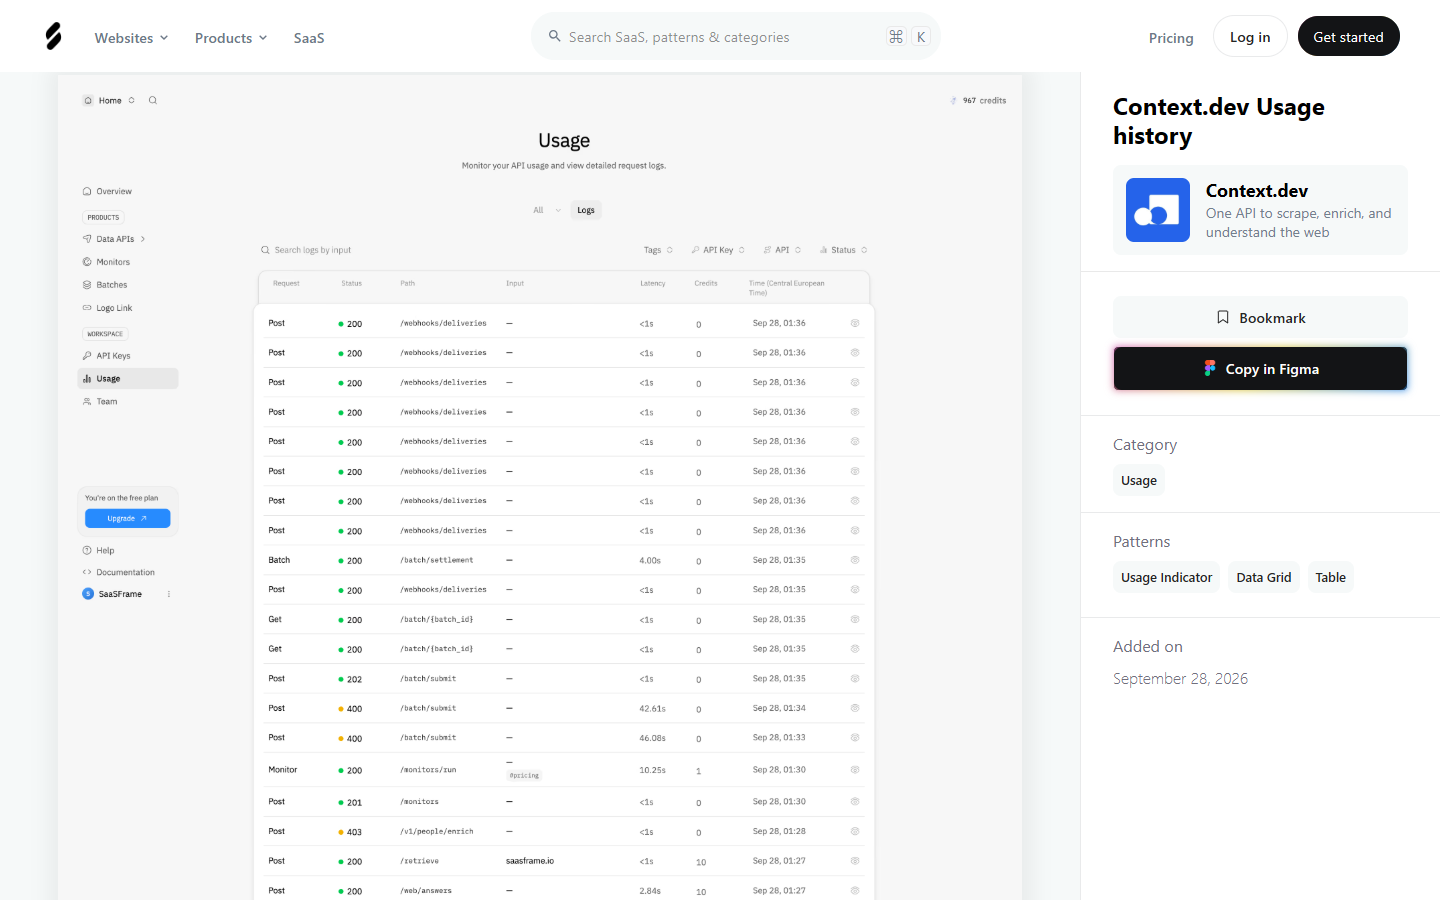 Websites Products SaaS Search SaaS, patterns & categories ⌘ K Pricing Log in Get started
Home 967 credits
Usage
Monitor your API usage and view detailed request logs.
All Logs
Overview
PRODUCTS
Data APIs
Monitors
Batches
Logo Link
WORKSPACE
API Keys
Usage
Team
You're on the free plan
Upgrade
Help
Documentation
S SaaSFrame
Search logs by input Tags API Key API Status
Request Status Path Input Latency Credits Time (Central European
Time)
Post 200 /webhooks/deliveries — <1s 0 Sep 28, 01:36
Post 200 /webhooks/deliveries — <1s 0 Sep 28, 01:36
Post 200 /webhooks/deliveries — <1s 0 Sep 28, 01:36
Post 200 /webhooks/deliveries — <1s 0 Sep 28, 01:36
Post 200 /webhooks/deliveries — <1s 0 Sep 28, 01:36
Post 200 /webhooks/deliveries — <1s 0 Sep 28, 01:36
Post 200 /webhooks/deliveries — <1s 0 Sep 28, 01:36
Post 200 /webhooks/deliveries — <1s 0 Sep 28, 01:36
Batch 200 /batch/settlement — 4.00s 0 Sep 28, 01:35
Post 200 /webhooks/deliveries — <1s 0 Sep 28, 01:35
Get 200 /batch/{batch_id} — <1s 0 Sep 28, 01:35
Get 200 /batch/{batch_id} — <1s 0 Sep 28, 01:35
Post 202 /batch/submit — <1s 0 Sep 28, 01:35
Post 400 /batch/submit — 42.61s 0 Sep 28, 01:34
Post 400 /batch/submit — 46.08s 0 Sep 28, 01:33
Monitor 200 /monitors/run — 10.25s 1 Sep 28, 01:30
#pricing
Post 201 /monitors — <1s 0 Sep 28, 01:30
Post 403 /v1/people/enrich — <1s 0 Sep 28, 01:28
Post 200 /retrieve saasframe.io <1s 10 Sep 28, 01:27
Post 200 /web/answers — 2.84s 10 Sep 28, 01:27
Context.dev Usage
history
Context.dev
One API to scrape, enrich, and
understand the web
Bookmark
Copy in Figma
Category
Usage
Patterns
Usage Indicator Data Grid Table
Added on
September 28, 2026